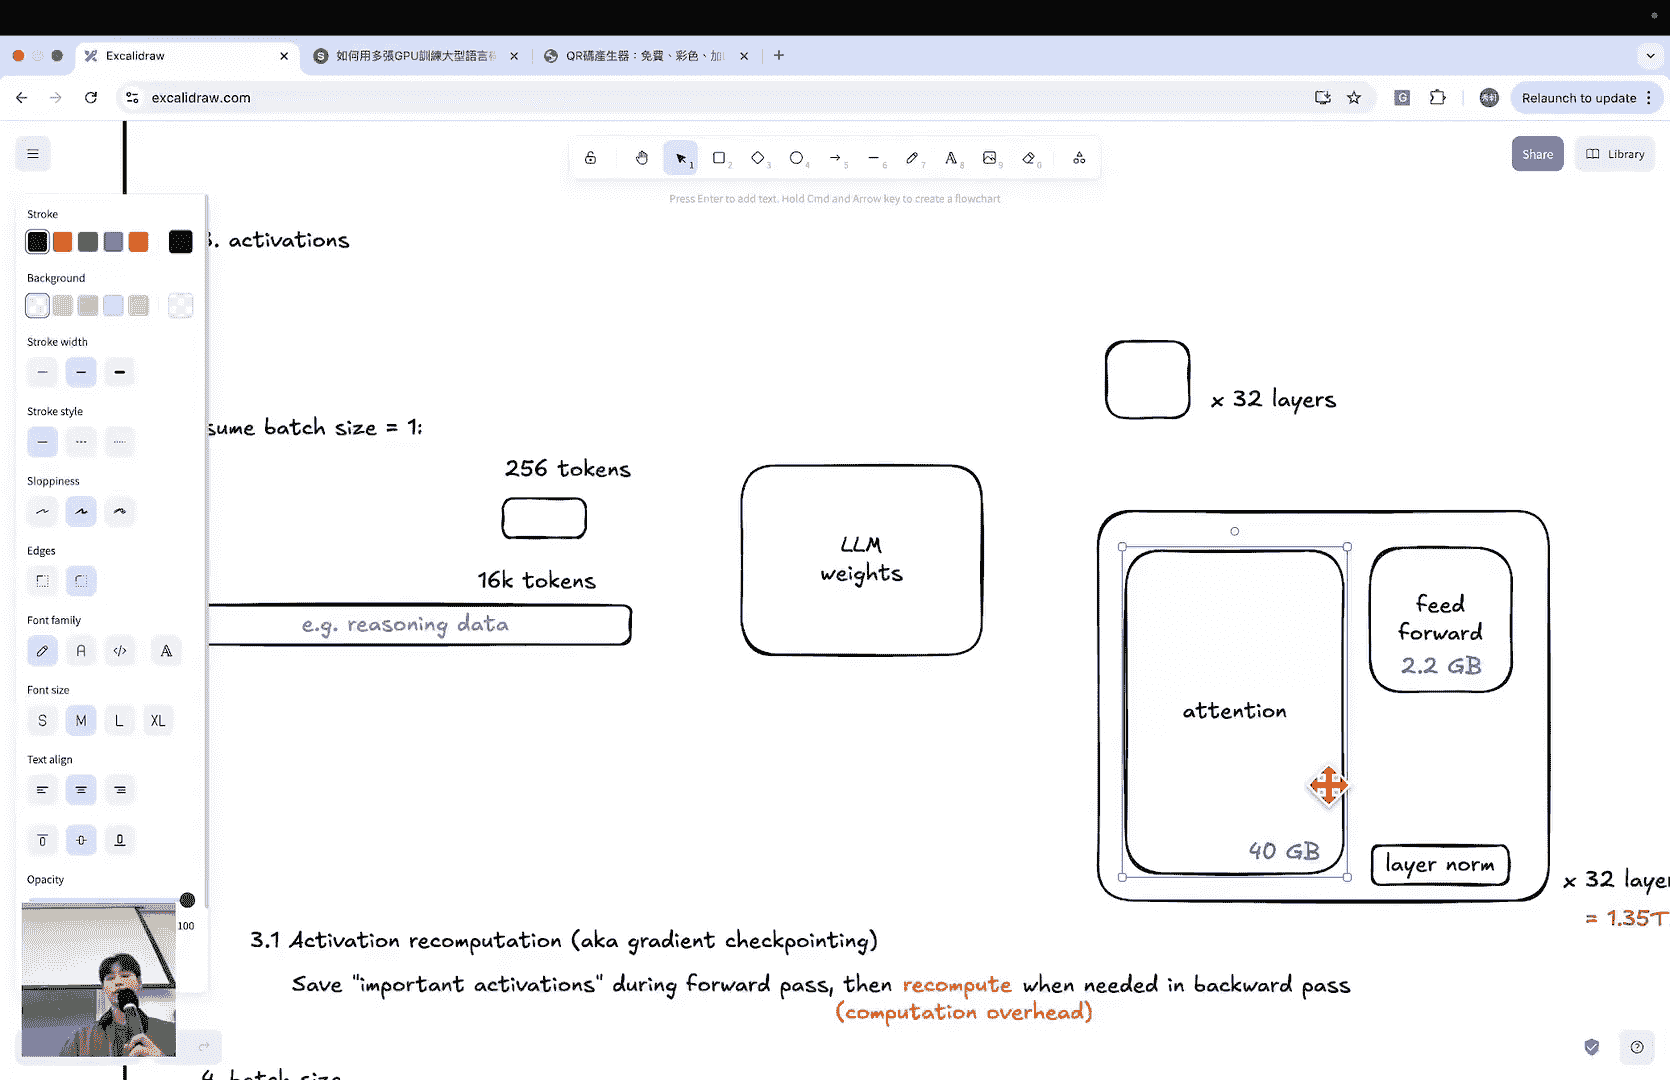 Excalidraw
如何用多張GPU訓練大型語言
QR碼產生器：免費、彩色、加
excalidraw.com
Relaunch to update
Share
Library
Press Enter to add text. Hold Cmd and Arrow key to create a flowchart
Stroke
Background
Stroke width
Stroke style
Sloppiness
Edges
Font family
Font size
S M L XL
Text align
Opacity
100
3. activations
x 32 layers
sume batch size = 1:
256 tokens
16k tokens
e.g. reasoning data
LLM
weights
attention
40 GB
feed
forward
2.2 GB
layer norm
x 32 layer
= 1.35T
3.1 Activation recomputation (aka gradient checkpointing)
Save "important activations" during forward pass, then recompute when needed in backward pass
(computation overhead)
4. batch size